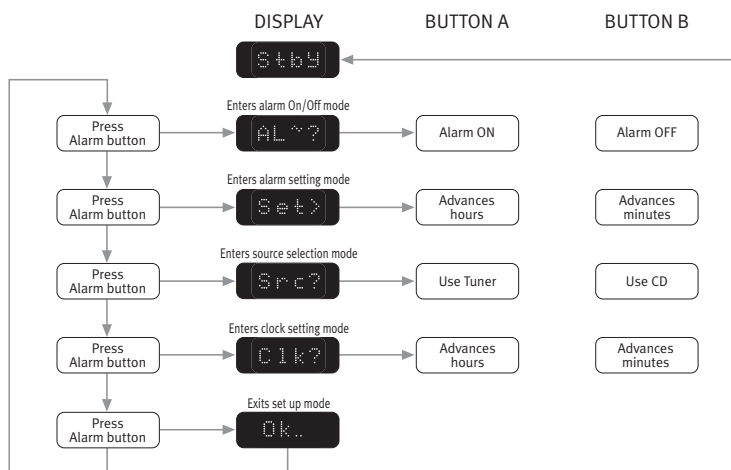 DISPLAY BUTTON A BUTTON B
Stby
Enters alarm On/Off mode
Press
Alarm button
AL~?
Alarm ON
Alarm OFF
Enters alarm setting mode
Press
Alarm button
Set>
Advances
hours
Advances
minutes
Enters source selection mode
Press
Alarm button
Src?
Use Tuner
Use CD
Enters clock setting mode
Press
Alarm button
Clk?
Advances
hours
Advances
minutes
Exits set up mode
Press
Alarm button
Ok..